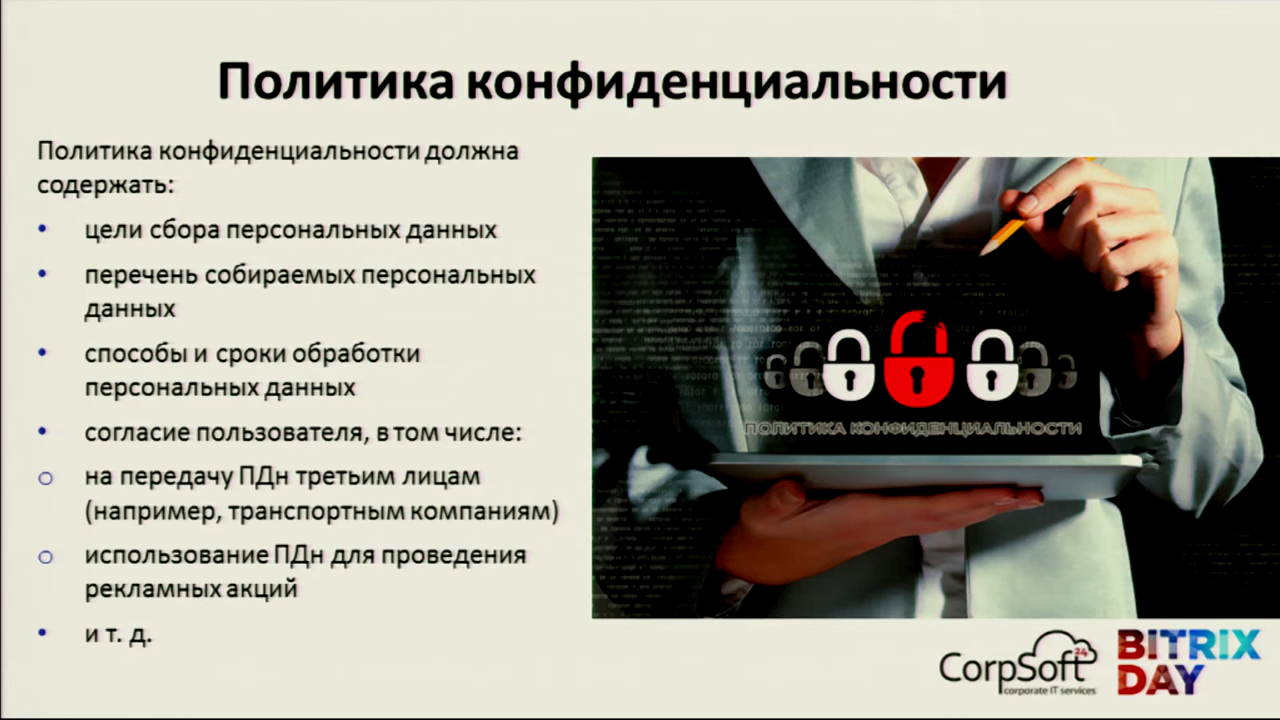 Политика конфиденциальности
Политика конфиденциальности должна
содержать:
• цели сбора персональных данных
• перечень собираемых персональных
данных
• способы и сроки обработки
персональных данных
• согласие пользователя, в том числе:
o на передачу ПДн третьим лицам
(например, транспортным компаниям)
o использование ПДн для проведения
рекламных акций
• и т. д.
ПОЛИТИКА КОНФИДЕНЦИАЛЬНОСТИ
CorpSoft24
corporate IT services
BITRIX
DAY